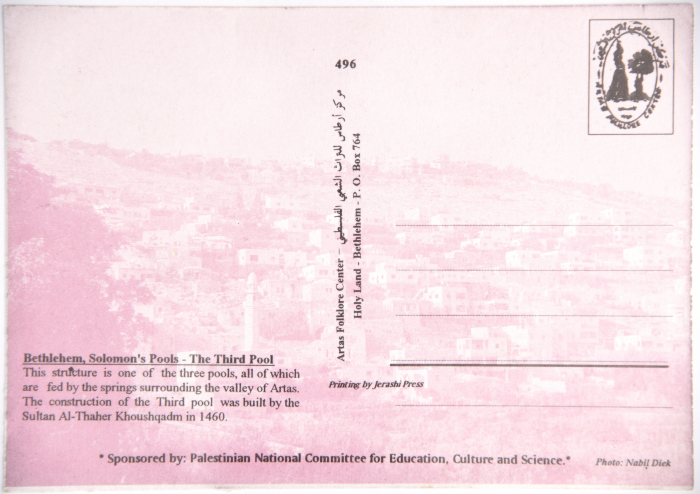 496
مركز أرطاس للتراث الشعبي الفلسطيني
Artas Folklore Center -
Holy Land - Bethlehem - P. O. Box 764
FOLKLORE CENTER
Bethlehem, Solomon's Pools - The Third Pool
This structure is one of the three pools, all of which
are fed by the springs surrounding the valley of Artas.
The construction of the Third pool was built by the
Sultan Al-Thaher Khoushqadm in 1460.
Printing by Jerashi Press
* Sponsored by: Palestinian National Committee for Education, Culture and Science.*
Photo: Nabil Diek